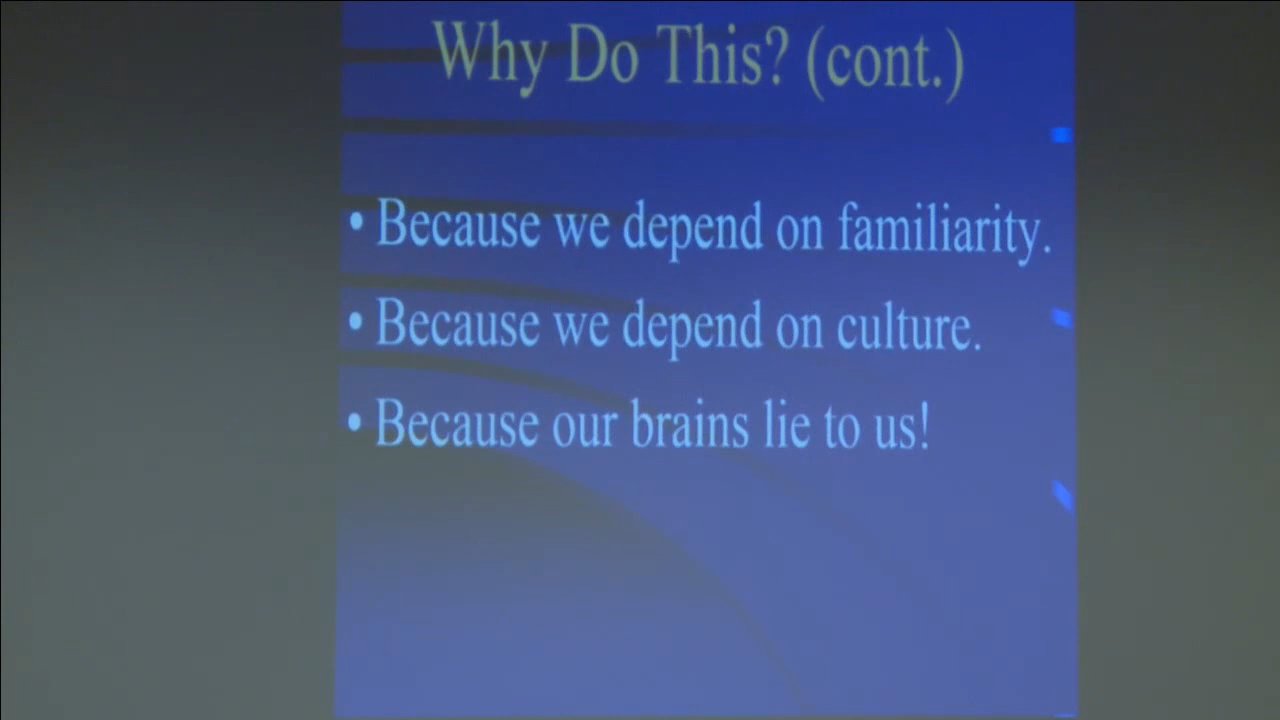 Why Do This? (cont.)
• Because we depend on familiarity.
• Because we depend on culture.
• Because our brains lie to us!